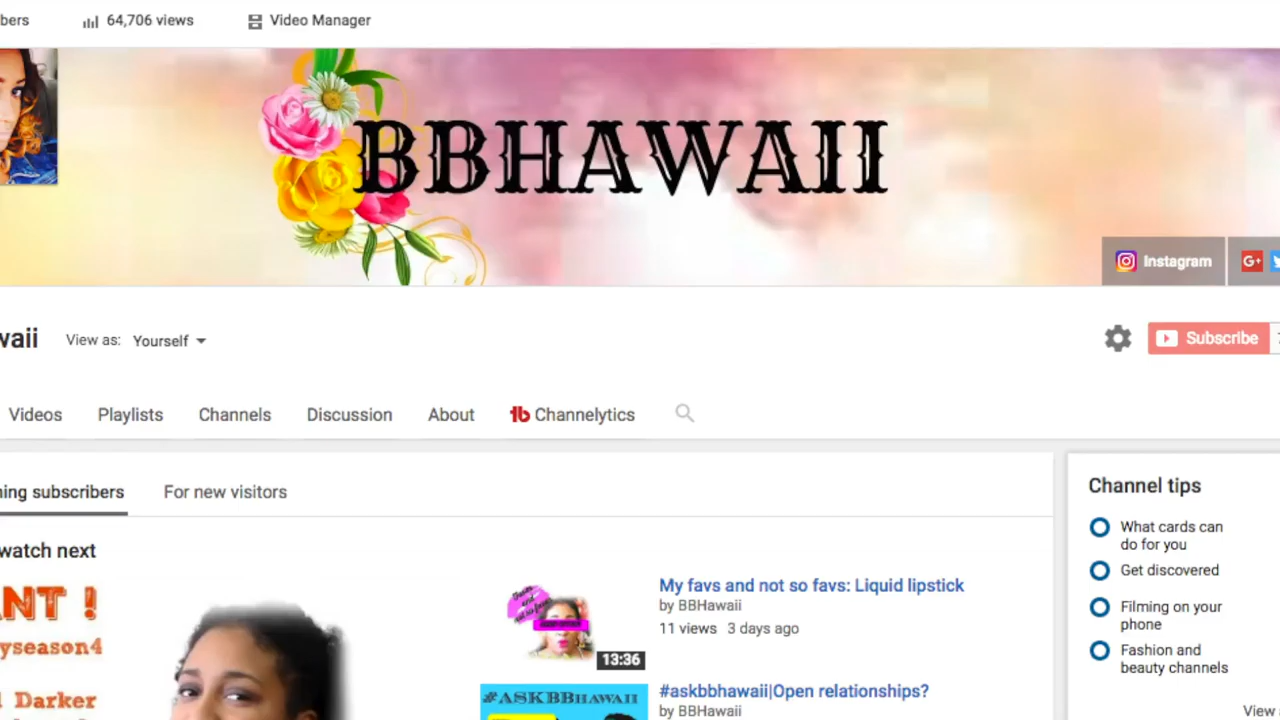 bers
64,706 views
Video Manager
BBHAWAII
Instagram
G+
waii
View as: Yourself
Subscribe
Videos
Playlists
Channels
Discussion
About
tb Channelytics
ning subscribers
For new visitors
Channel tips
What cards can
do for you
Get discovered
Filming on your
phone
Fashion and
beauty channels
View
watch next
NT !
yseason4
Darker
My favs and not so favs: Liquid lipstick
by BBHawaii
11 views 3 days ago
13:36
#ASKBBHAWAII
#askbbhawaii|Open relationships?
by BBHawaii